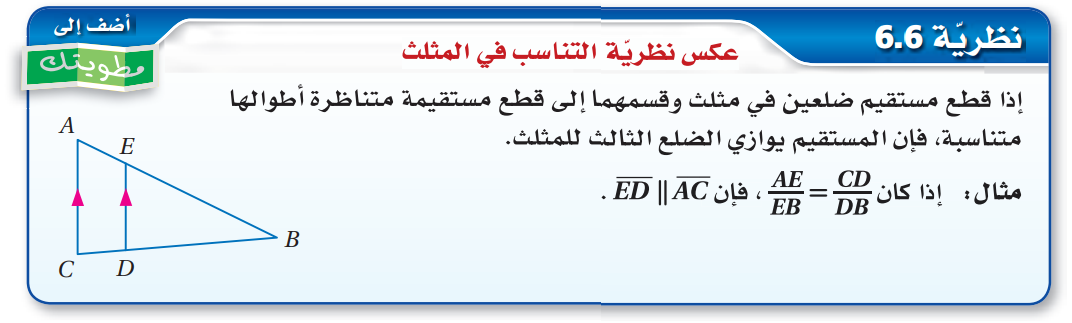 نظريّة 6.6
عكس نظريّة التناسب في المثلث
أضف إلى
مطويتك
إذا قطع مستقيم ضلعين في مثلث وقسمهما إلى قطع مستقيمة متناظرة أطوالها
متناسبة، فإن المستقيم يوازي الضلع الثالث للمثلث.
مثال: إذا كان AE/EB = CD/DB ، فإن ED || AC .
A
E
B
C
D